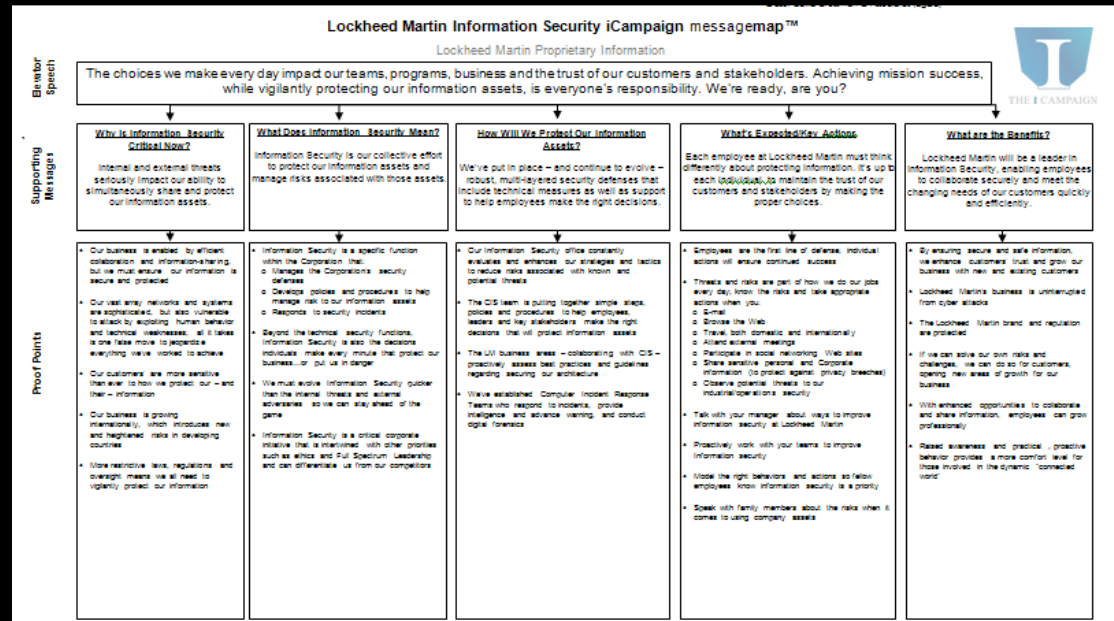 Lockheed Martin Information Security iCampaign messagemap™
Lockheed Martin Proprietary Information
THE I CAMPAIGN
Elevator
Speech
The choices we make every day impact our teams, programs, business and the trust of our customers and stakeholders. Achieving mission success,
while vigilantly protecting our information assets, is everyone's responsibility. We're ready, are you?
Supporting
Messages
Why Is Information Security
Critical Now?
Internal and external threats
seriously impact our ability to
simultaneously share and protect
our information assets.
What Does Information Security Mean?
Information Security is our collective effort
to protect our information assets and
manage risks associated with those assets.
How Will We Protect Our Information
Assets?
We've put in place – and continue to evolve –
robust, multi-layered security defenses that
include technical measures as well as support
to help employees make the right decisions.
What's Expected/Key Actions
Each employee at Lockheed Martin must think
differently about protecting information. It's up to
each individual to maintain the trust of our
customers and stakeholders by making the
proper choices.
What are the Benefits?
Lockheed Martin will be a leader in
Information Security, enabling employees
to collaborate securely and meet the
changing needs of our customers quickly
and efficiently.
Proof Points
• Our business is enabled by efficient
collaboration and information-sharing,
but we must ensure our information is
secure and protected
• Our vast array networks and systems
are sophisticated, but also vulnerable
to attack by exploiting human behavior
and technical weaknesses; all it takes
is one false move to jeopardize
everything we've worked to achieve
• Our customers are more sensitive
than ever to how we protect our – and
their – information
• Our business is growing
internationally, which introduces new
and heightened risks in developing
countries
• More restrictive laws, regulations and
oversight means we all need to
vigilantly protect our information
• Information Security is a specific function
within the Corporation that:
o Manages the Corporation's security
defenses
o Develops policies and procedures to help
manage risk to our information assets
o Responds to security incidents
• Beyond the technical security functions,
Information Security is also the decisions
individuals make every minute that protect our
business...or put us in danger
• We must evolve Information Security quicker
than the internal threats and external
adversaries so we can stay ahead of the
game
• Information Security is a critical corporate
initiative that is intertwined with other priorities
such as ethics and Full Spectrum Leadership
and can differentiate us from our competitors
• Our Information Security office constantly
evaluates and enhances our strategies and tactics
to reduce risks associated with known and
potential threats
• The CIS team is putting together simple steps,
policies and procedures to help employees,
leaders and key stakeholders make the right
decisions that will protect information assets
• The LM business areas – collaborating with CIS –
proactively assess best practices and guidelines
regarding securing our architecture
• We've established Computer Incident Response
Teams who respond to incidents, provide
intelligence and advance warning, and conduct
digital forensics
• Employees are the first line of defense; individual
actions will ensure continued success
• Threats and risks are part of how we do our jobs
every day; know the risks and take appropriate
actions when you:
o E-mail
o Browse the Web
o Travel, both domestic and internationally
o Attend external meetings
o Participate in social networking Web sites
o Share sensitive personal and Corporate
information (to protect against privacy breeches)
o Observe potential threats to our
industrial/operations security
• Talk with your manager about ways to improve
information security at Lockheed Martin
• Proactively work with your teams to improve
information security
• Model the right behaviors and actions so fellow
employees know information security is a priority
• Speak with family members about the risks when it
comes to using company assets
• By ensuring secure and safe information,
we enhance customers' trust and grow our
business with new and existing customers
• Lockheed Martin's business is uninterrupted
from cyber attacks
• The Lockheed Martin brand and reputation
are protected
• If we can solve our own risks and
challenges, we can do so for customers,
opening new areas of growth for our
business
• With enhanced opportunities to collaborate
and share information, employees can grow
professionally
• Raised awareness and practical, proactive
behavior provides a more comfort level for
those involved in the dynamic "connected
world"